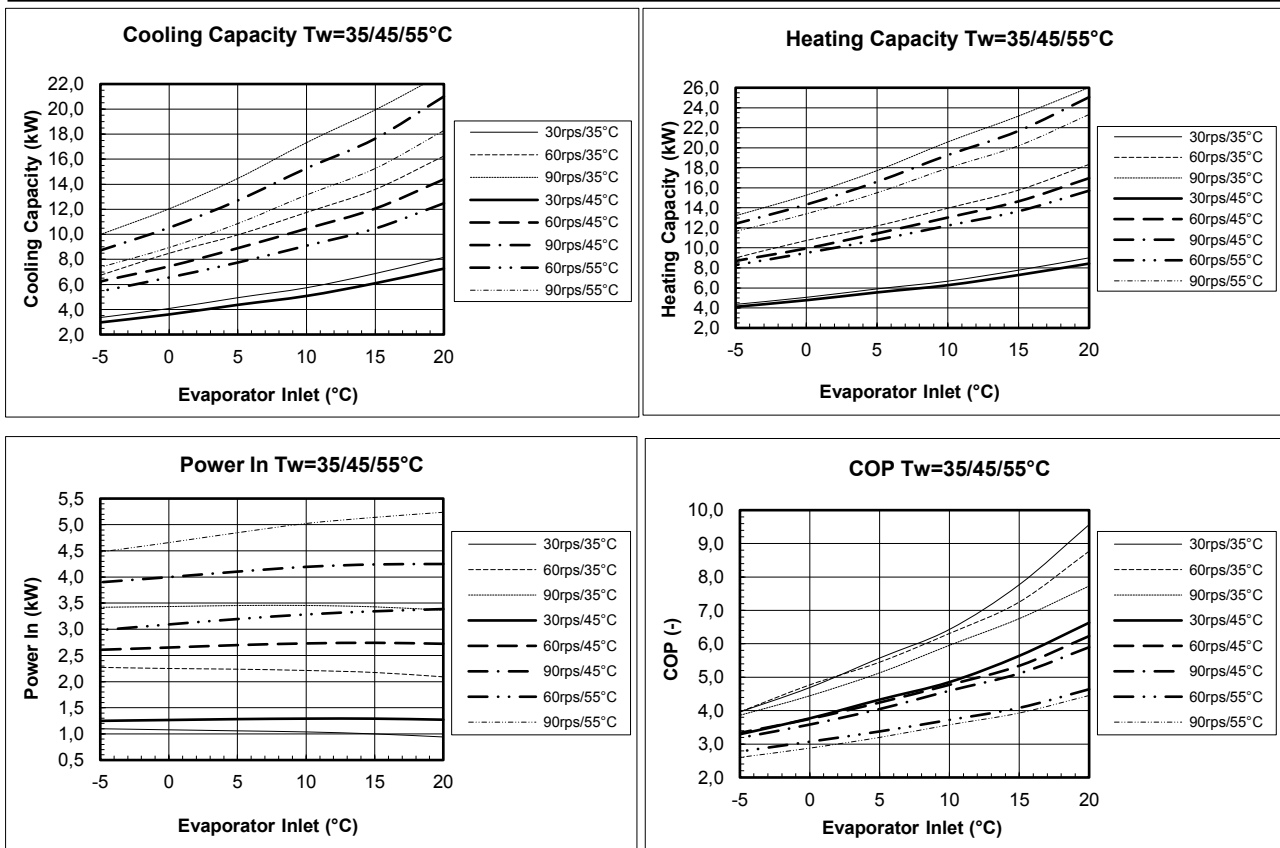 Cooling Capacity Tw=35/45/55°C
Cooling Capacity (kW)
22,0
20,0
18,0
16,0
14,0
12,0
10,0
8,0
6,0
4,0
2,0
-5 0 5 10 15 20
Evaporator Inlet (°C)
30rps/35°C
60rps/35°C
90rps/35°C
30rps/45°C
60rps/45°C
90rps/45°C
60rps/55°C
90rps/55°C
Heating Capacity Tw=35/45/55°C
Heating Capacity (kW)
26,0
24,0
22,0
20,0
18,0
16,0
14,0
12,0
10,0
8,0
6,0
4,0
2,0
-5 0 5 10 15 20
Evaporator Inlet (°C)
30rps/35°C
60rps/35°C
90rps/35°C
30rps/45°C
60rps/45°C
90rps/45°C
60rps/55°C
90rps/55°C
Power In Tw=35/45/55°C
Power In (kW)
5,5
5,0
4,5
4,0
3,5
3,0
2,5
2,0
1,5
1,0
0,5
-5 0 5 10 15 20
Evaporator Inlet (°C)
30rps/35°C
60rps/35°C
90rps/35°C
30rps/45°C
60rps/45°C
90rps/45°C
60rps/55°C
90rps/55°C
COP Tw=35/45/55°C
COP (-)
10,0
9,0
8,0
7,0
6,0
5,0
4,0
3,0
2,0
-5 0 5 10 15 20
Evaporator Inlet (°C)
30rps/35°C
60rps/35°C
90rps/35°C
30rps/45°C
60rps/45°C
90rps/45°C
60rps/55°C
90rps/55°C